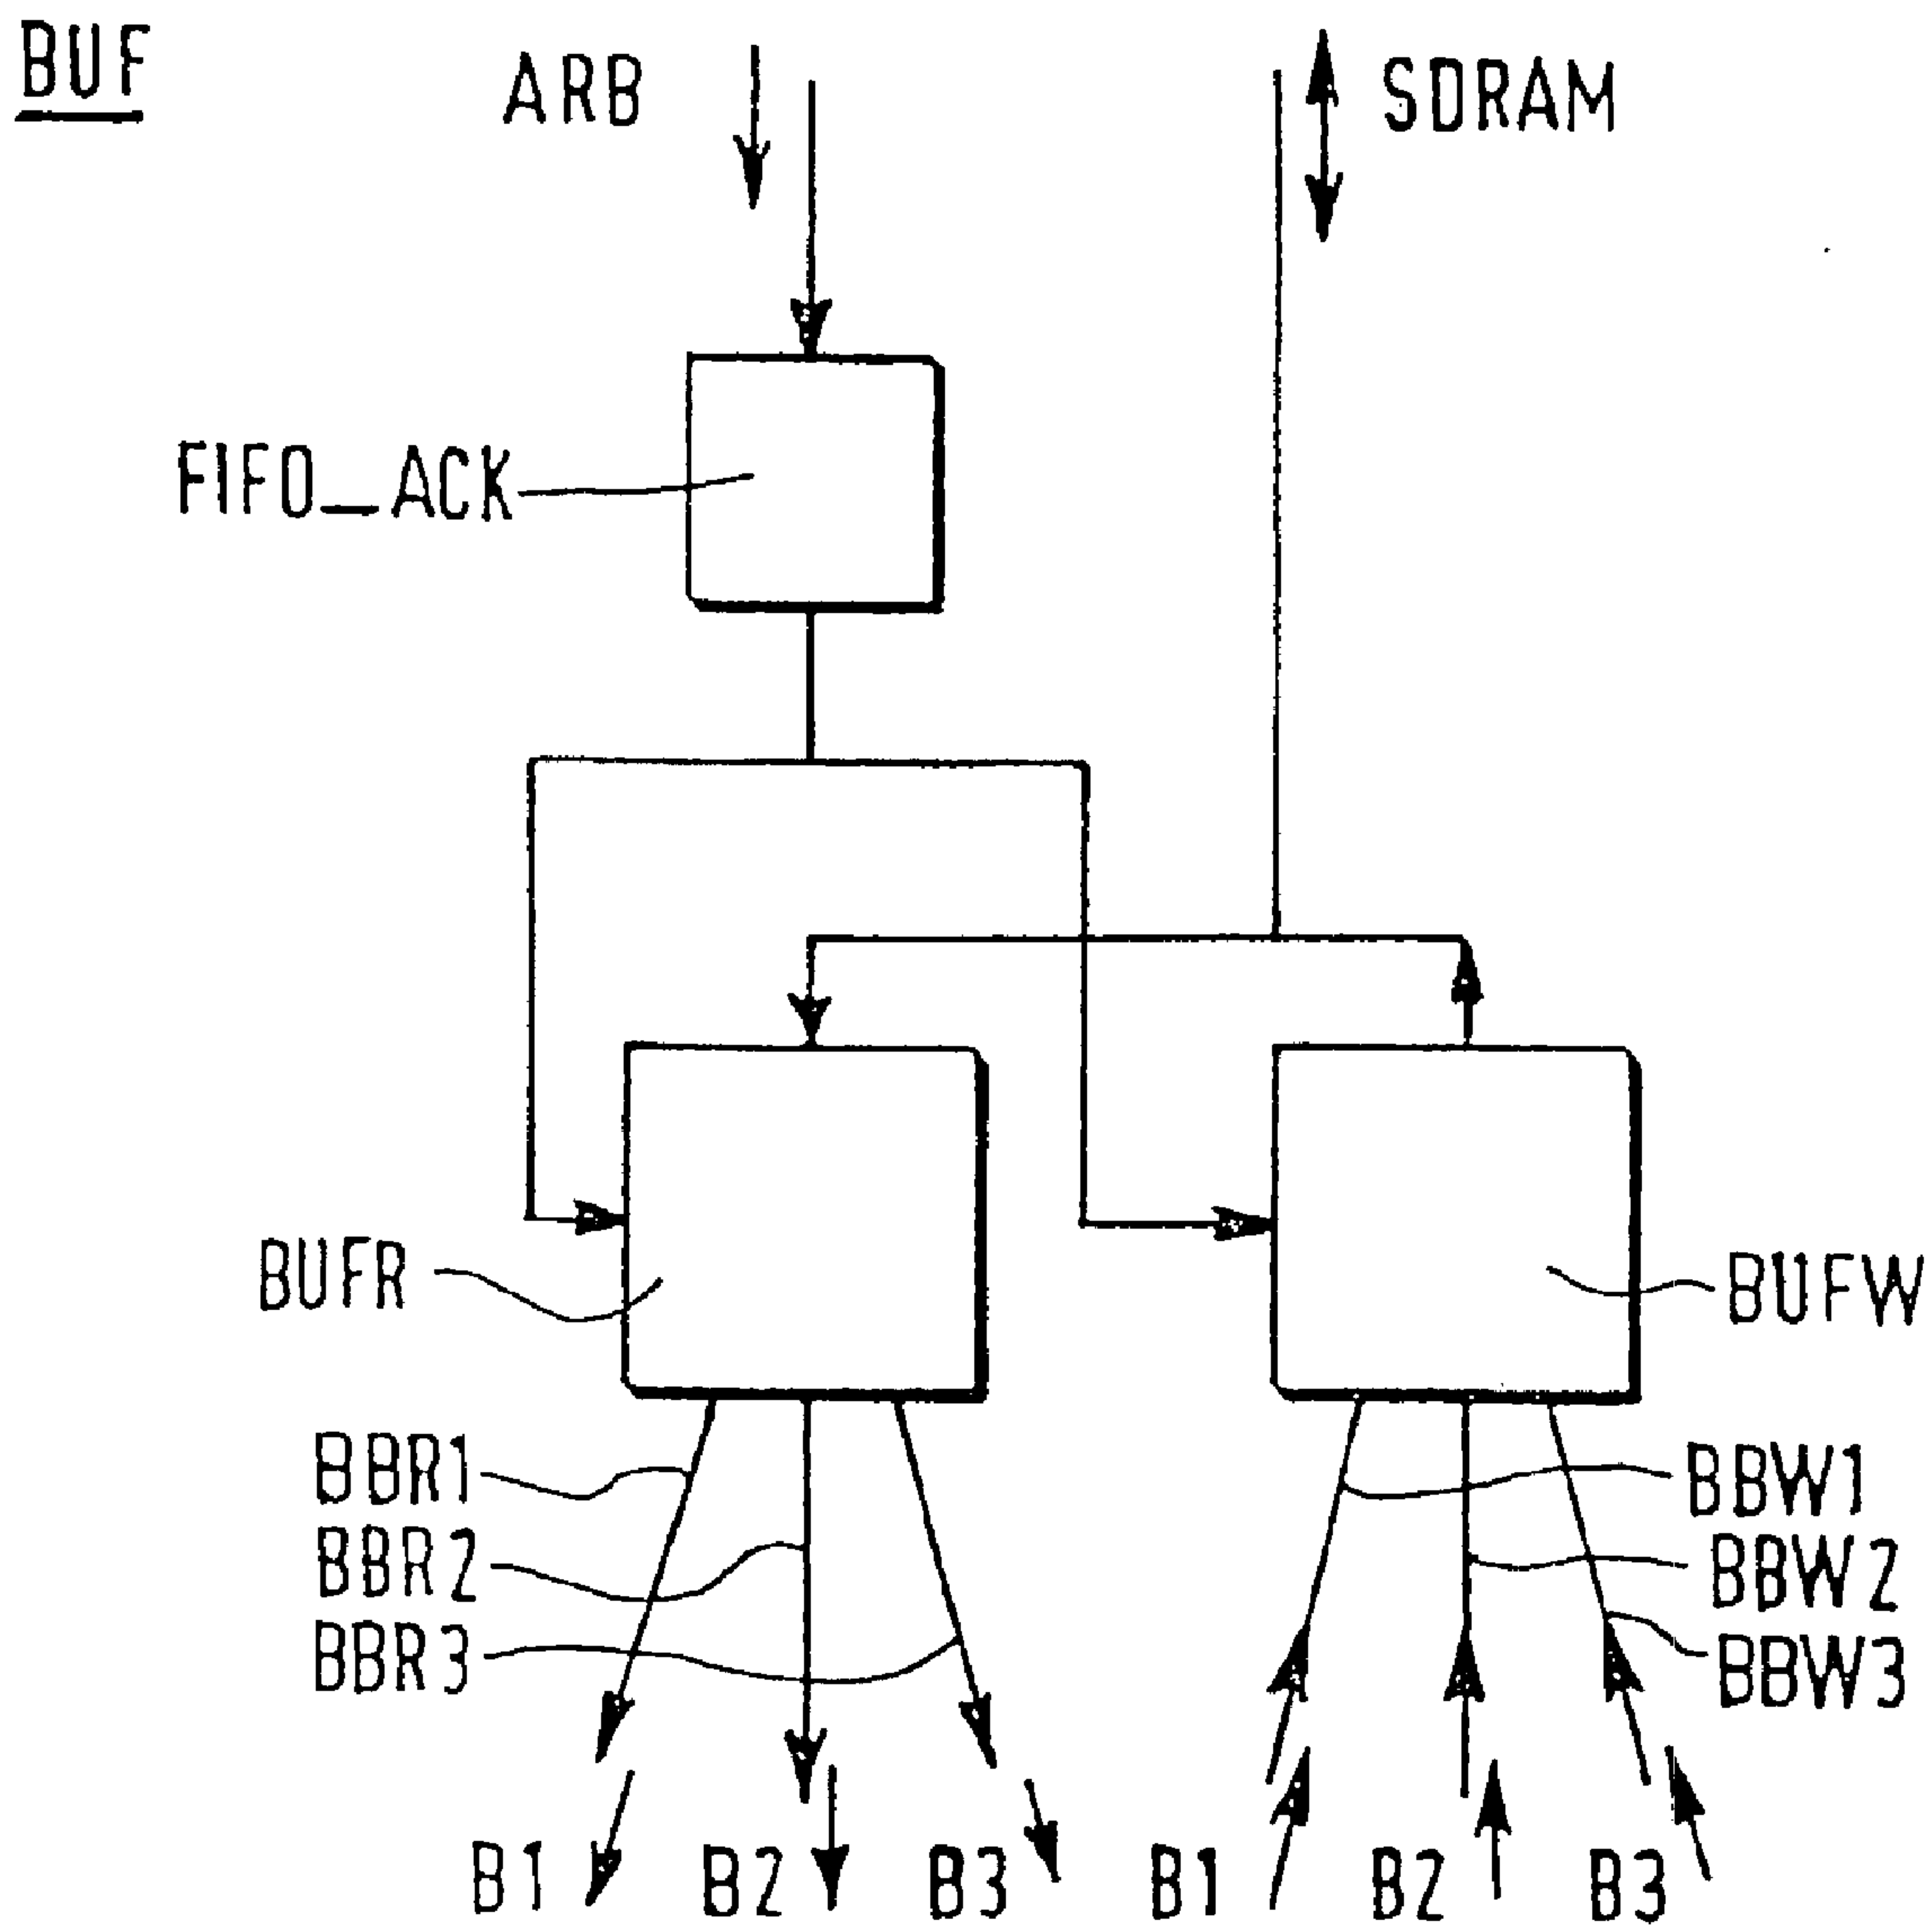 BUF
ARB
SDRAM
FIFO_ACK
BUFR
BUFW
BBR1
BBR2
BBR3
BBW1
BBW2
BBW3
B1
B2
B3
B1
B2
B3